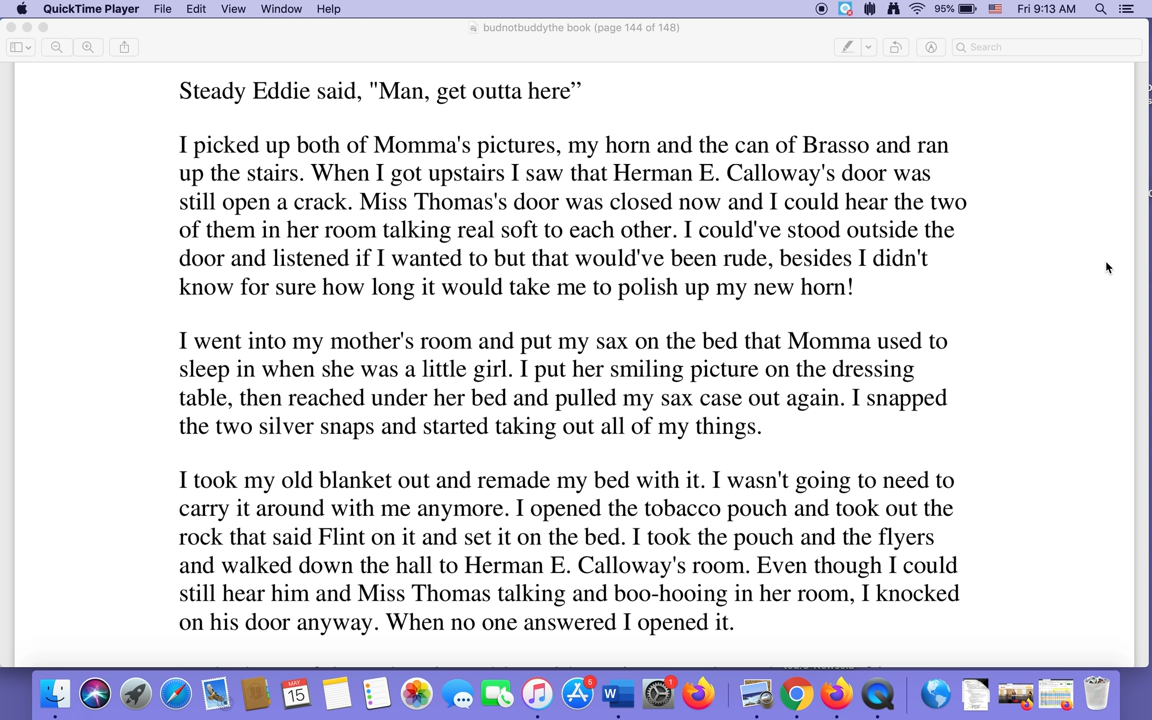 QuickTime Player File Edit View Window Help 95% Fri 9:13 AM
budnotbuddythe book (page 144 of 148)
Search
Steady Eddie said, "Man, get outta here”
I picked up both of Momma's pictures, my horn and the can of Brasso and ran
up the stairs. When I got upstairs I saw that Herman E. Calloway's door was
still open a crack. Miss Thomas's door was closed now and I could hear the two
of them in her room talking real soft to each other. I could've stood outside the
door and listened if I wanted to but that would've been rude, besides I didn't
know for sure how long it would take me to polish up my new horn!
I went into my mother's room and put my sax on the bed that Momma used to
sleep in when she was a little girl. I put her smiling picture on the dressing
table, then reached under her bed and pulled my sax case out again. I snapped
the two silver snaps and started taking out all of my things.
I took my old blanket out and remade my bed with it. I wasn't going to need to
carry it around with me anymore. I opened the tobacco pouch and took out the
rock that said Flint on it and set it on the bed. I took the pouch and the flyers
and walked down the hall to Herman E. Calloway's room. Even though I could
still hear him and Miss Thomas talking and boo-hooing in her room, I knocked
on his door anyway. When no one answered I opened it.
MAY
15
5
W
1